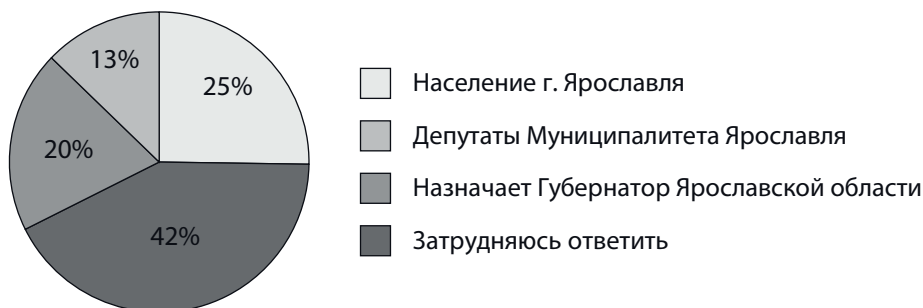 13%
25%
20%
42%
Население г. Ярославля
Депутаты Муниципалитета Ярославля
Назначает Губернатор Ярославской области
Затрудняюсь ответить